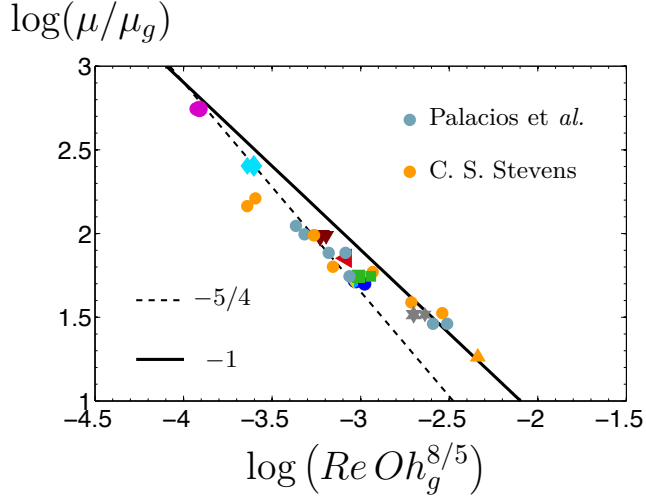 log(μ/μ_g)
3
2.5
2
1.5
1
Palacios et al.
C. S. Stevens
−5/4
−1
−4.5 −4 −3.5 −3 −2.5 −2 −1.5
log (Re Oh_g^{8/5})